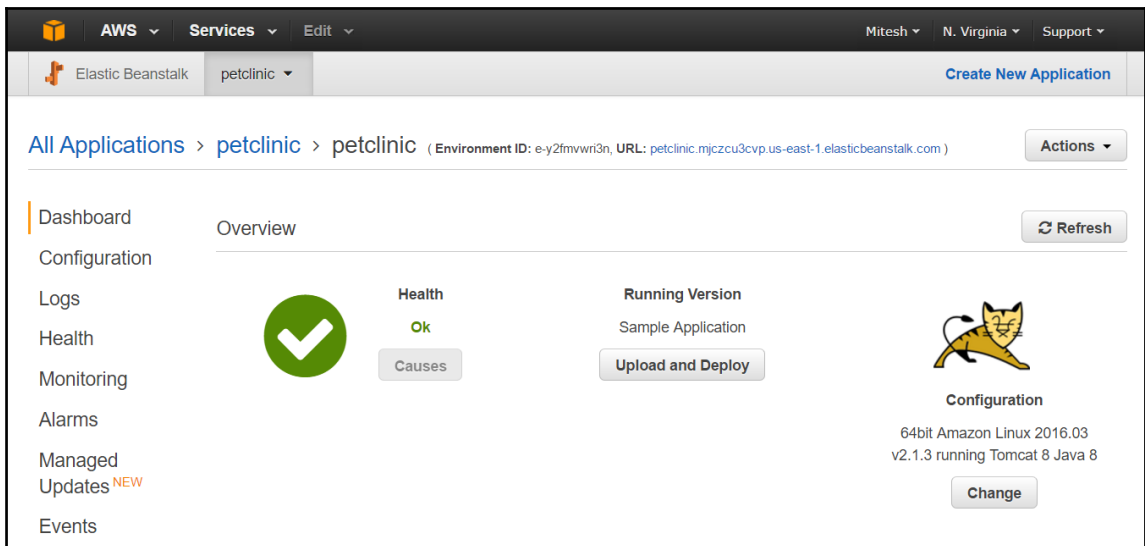 AWS Services Edit Mitesh N. Virginia Support
Elastic Beanstalk petclinic Create New Application
All Applications > petclinic > petclinic ( Environment ID: e-y2fmvwri3n, URL: petclinic.mjczcu3cvp.us-east-1.elasticbeanstalk.com ) Actions
Dashboard
Configuration
Logs
Health
Monitoring
Alarms
Managed
Updates NEW
Events
Overview Refresh
Health
Ok
Causes
Running Version
Sample Application
Upload and Deploy
Configuration
64bit Amazon Linux 2016.03
v2.1.3 running Tomcat 8 Java 8
Change